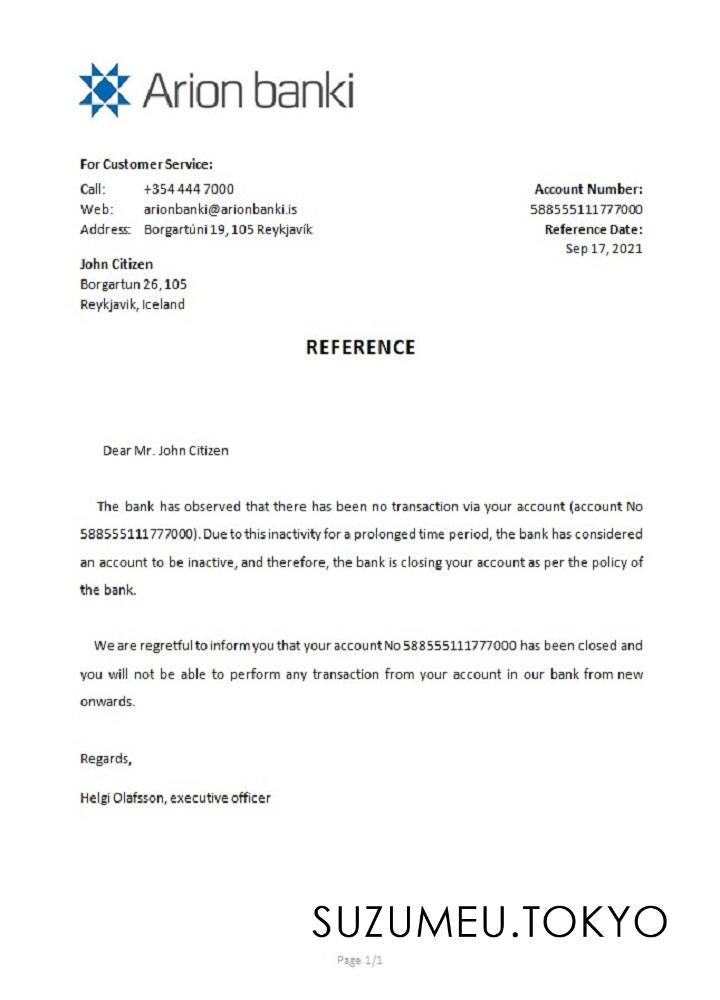 Arion banki
For Customer Service:
Call: +354 444 7000
Web: arionbanki@arionbanki.is
Address: Borgartúni 19, 105 Reykjavík
Account Number:
588555111777000
Reference Date:
Sep 17, 2021
John Citizen
Borgartun 26, 105
Reykjavik, Iceland
REFERENCE
Dear Mr. John Citizen
The bank has observed that there has been no transaction via your account (account No
588555111777000). Due to this inactivity for a prolonged time period, the bank has considered
an account to be inactive, and therefore, the bank is closing your account as per the policy of
the bank.
We are regretful to inform you that your account No 588555111777000 has been closed and
you will not be able to perform any transaction from your account in our bank from new
onwards.
Regards,
Helgi Olafsson, executive officer
SUZUMEU.TOKYO
Page 1/1